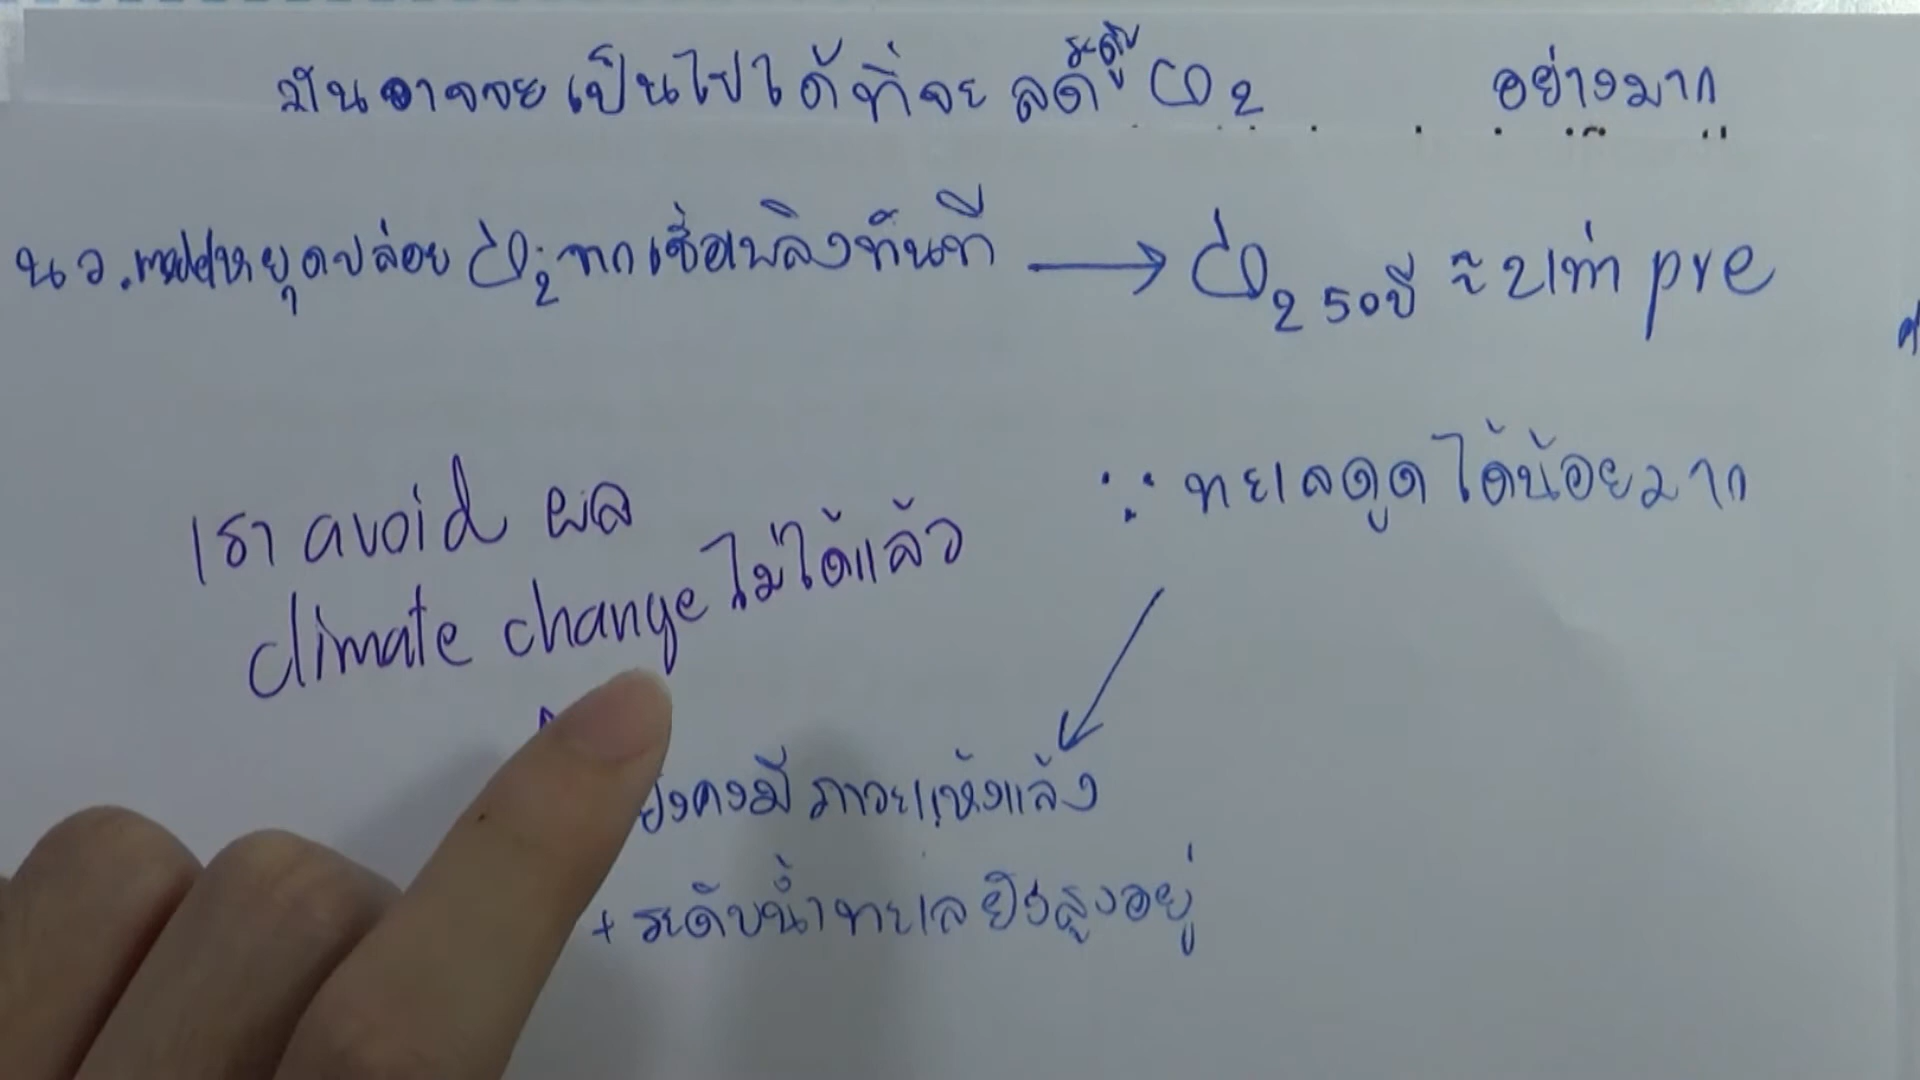 มันอาจจะเป็นไปได้ที่จะ ลดระดับ CO2 อย่างมาก
นว. modelหยุดปล่อย CO2 จากเชื้อเพลิงทันที → CO2 50ปี ≈ 2เท่า pre
∵ ทะเลดูดได้น้อยมาก
เรา avoid ผล
climate change ไม่ได้แล้ว
ยังคงมี ภาวะแห้งแล้ง
+ ระดับน้ำทะเล ยังสูงอยู่